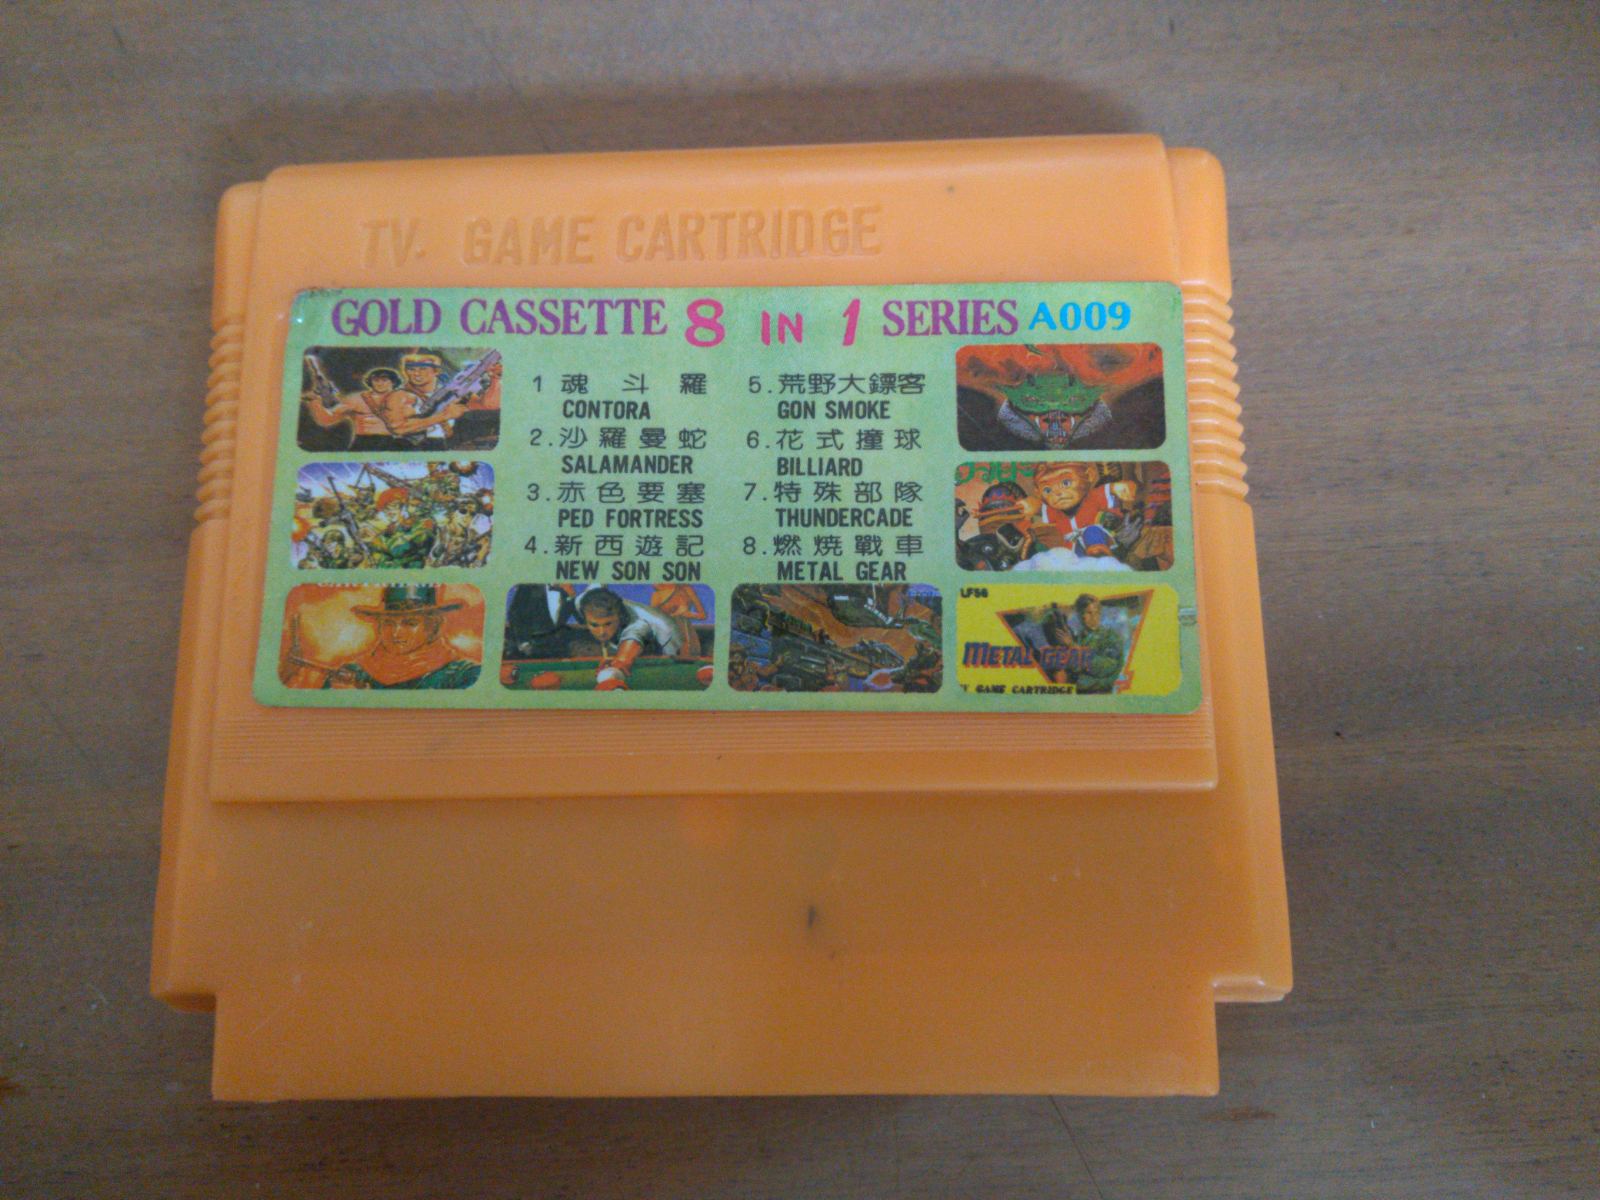 TV. GAME CARTRIDGE
GOLD CASSETTE 8 IN 1 SERIES A009
1 魂斗羅
CONTORA
2. 沙羅曼蛇
SALAMANDER
3. 赤色要塞
PED FORTRESS
4. 新西遊記
NEW SON SON
5. 荒野大鏢客
GON SMOKE
6. 花式撞球
BILLIARD
7. 特殊部隊
THUNDERCADE
8. 燃燒戰車
METAL GEAR
LF56
METAL GEAR
GAME CARTRIDGE